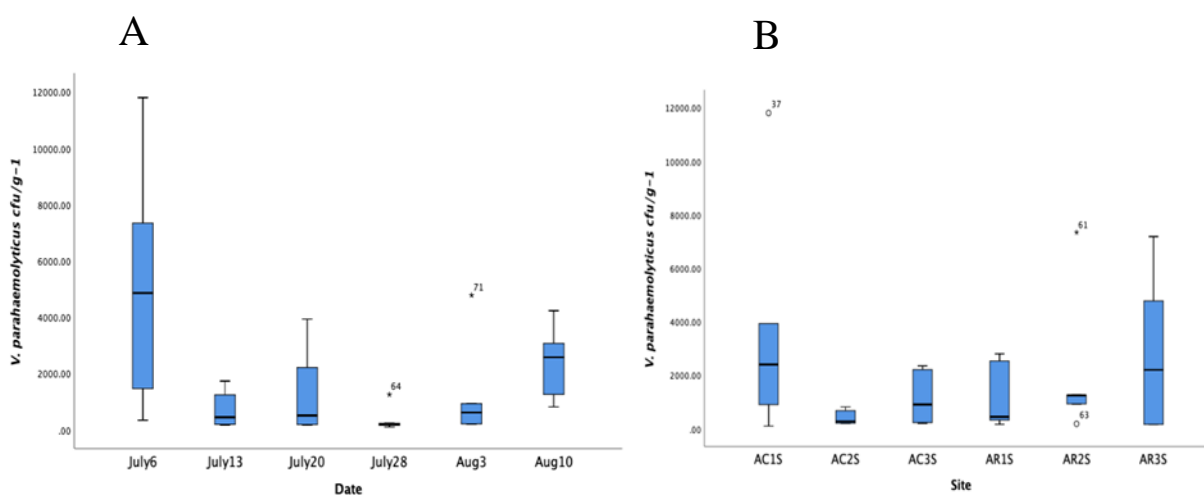 A
V. parahaemolyticus cfu/g-1
12000.00
10000.00
8000.00
6000.00
4000.00
2000.00
.00
71
64
July6 July13 July20 July28 Aug3 Aug10
Date
B
V. parahaemolyticus cfu/g-1
12000.00
10000.00
8000.00
6000.00
4000.00
2000.00
.00
37
61
63
AC1S AC2S AC3S AR1S AR2S AR3S
Site